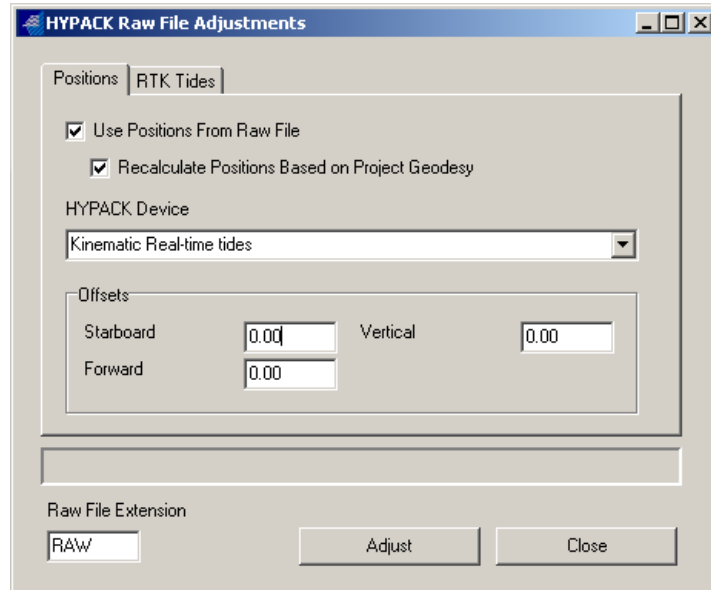 HYPACK Raw File Adjustments
Positions RTK Tides
Use Positions From Raw File
Recalculate Positions Based on Project Geodesy
HYPACK Device
Kinematic Real-time tides
Offsets
Starboard 0.00 Vertical 0.00
Forward 0.00
Raw File Extension
RAW Adjust Close